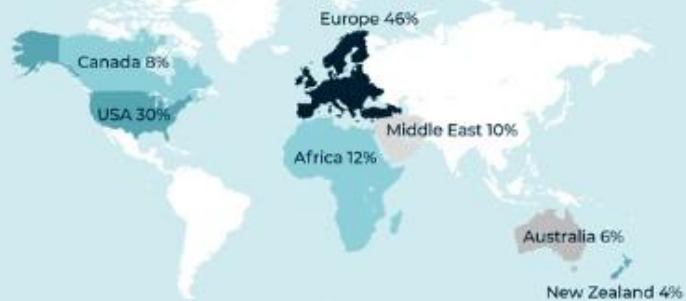 Europe 46%
Canada 8%
USA 30%
Middle East 10%
Africa 12%
Australia 6%
New Zealand 4%